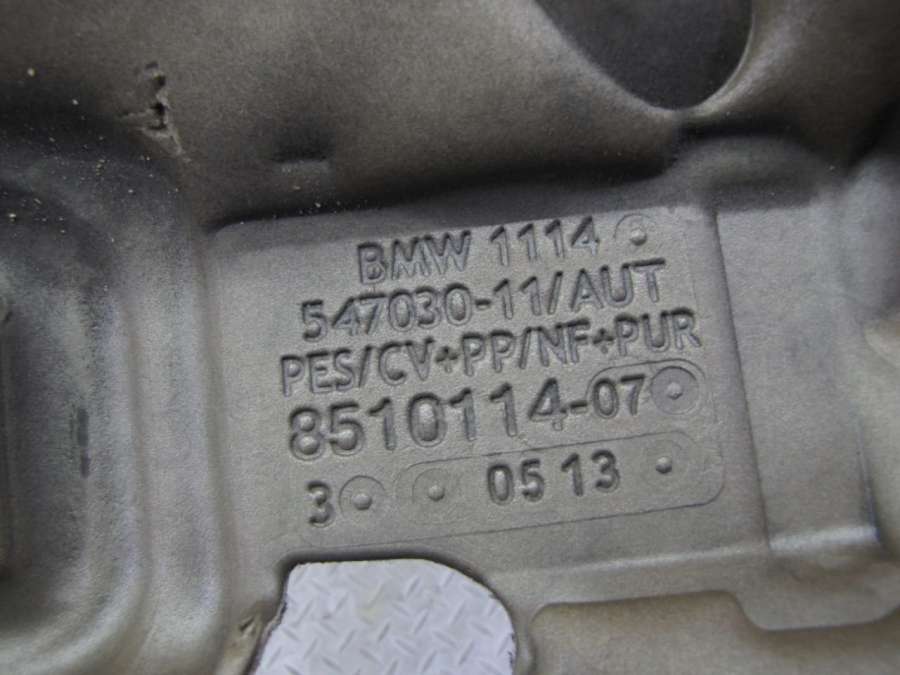 BMW 1114
547030-11/AUT
PES/CV+PP/NF+PUR
8510114-07
3 05 13